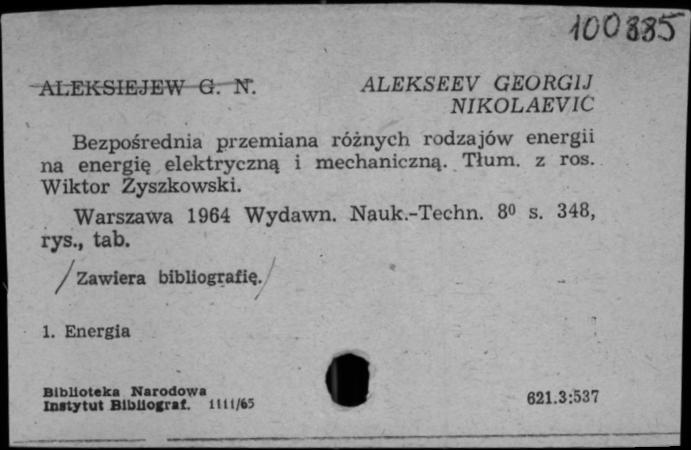 100885
ALEKSIEJEW G. N. ALEKSEEV GEORGIJ
NIKOLAEVIČ
Bezpośrednia przemiana różnych rodzajów energii
na energię elektryczną i mechaniczną. Tłum. z ros.
Wiktor Zyszkowski.
Warszawa 1964 Wydawn. Nauk.-Techn. 8⁰ s. 348,
rys., tab.
/ Zawiera bibliografię. /
1. Energia
Biblioteka Narodowa
Instytut Bibliograf. 1111/65
621.3:537